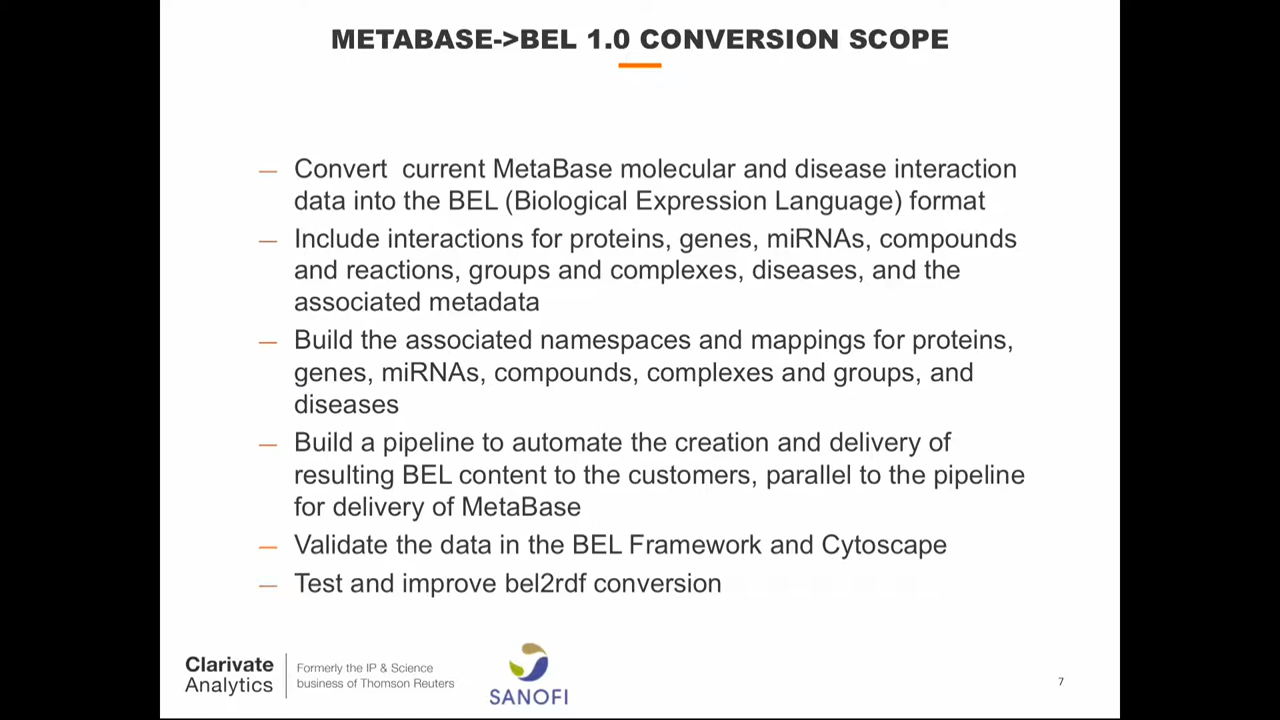 METABASE->BEL 1.0 CONVERSION SCOPE
— Convert current MetaBase molecular and disease interaction
data into the BEL (Biological Expression Language) format
— Include interactions for proteins, genes, miRNAs, compounds
and reactions, groups and complexes, diseases, and the
associated metadata
— Build the associated namespaces and mappings for proteins,
genes, miRNAs, compounds, complexes and groups, and
diseases
— Build a pipeline to automate the creation and delivery of
resulting BEL content to the customers, parallel to the pipeline
for delivery of MetaBase
— Validate the data in the BEL Framework and Cytoscape
— Test and improve bel2rdf conversion
Clarivate
Analytics
Formerly the IP & Science
business of Thomson Reuters
SANOFI
7